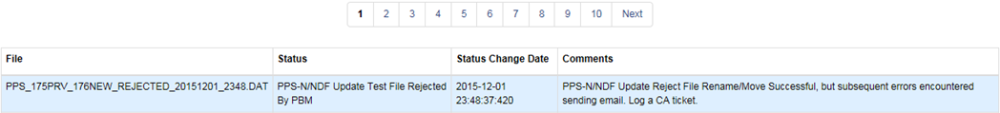 1 2 3 4 5 6 7 8 9 10 Next
File Status Status Change Date Comments
PPS_175PRV_176NEW_REJECTED_20151201_2348.DAT PPS-N/NDF Update Test File Rejected 2015-12-01 PPS-N/NDF Update Reject File Rename/Move Successful, but subsequent errors encountered
By PBM 23:48:37:420 sending email. Log a CA ticket.